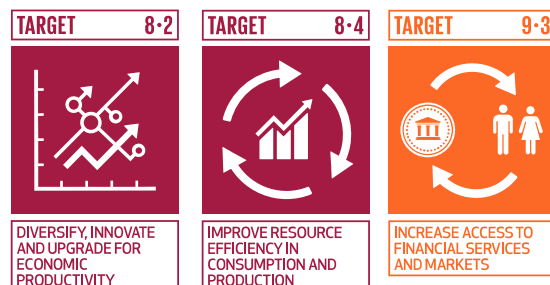 TARGET 8·2
DIVERSIFY, INNOVATE
AND UPGRADE FOR
ECONOMIC
PRODUCTIVITY
TARGET 8·4
IMPROVE RESOURCE
EFFICIENCY IN
CONSUMPTION AND
PRODUCTION
TARGET 9·3
INCREASE ACCESS TO
FINANCIAL SERVICES
AND MARKETS